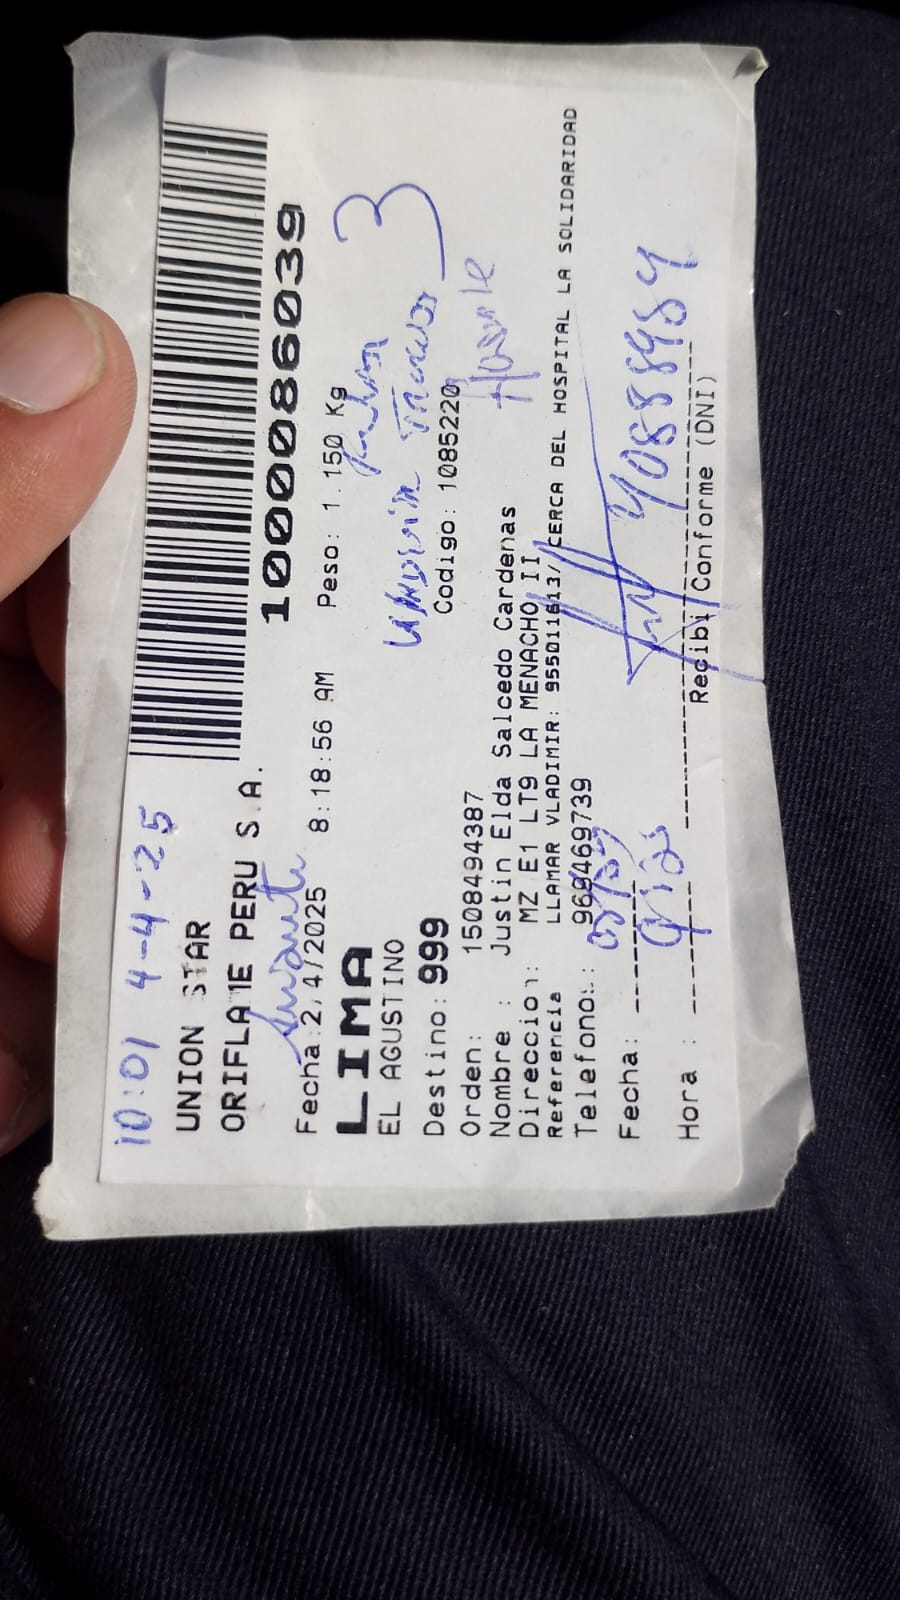 10:01 4-4-25
UNION STAR
ORIFLAME PERU S.A.
1000086039
Fecha: 2/4/2025 8:18:56 AM Peso: 1.150 Kg
3
LIMA
EL AGUSTINO
Destino: 999 Codigo: 1085220
Orden: 1508494387
Nombre : Justin Elda Salcedo Cardenas
Direccion: MZ E1 LT9 LA MENACHO II
Referencia LLAMAR VLADIMIR: 955011613/ CERCA DEL HOSPITAL LA SOLIDARIDAD
Telefono: 969469739
Fecha:
40888984
Hora :
Recibi Conforme (DNI)